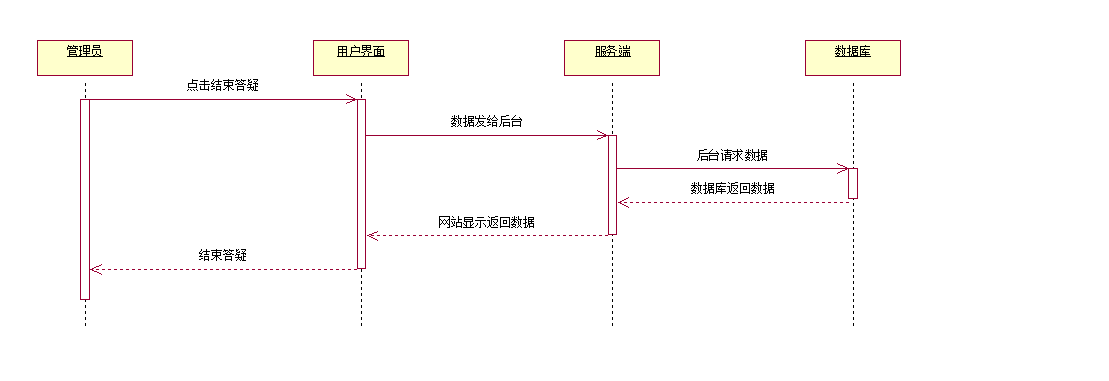 管理员
用户界面
服务端
数据库
点击结束答疑
数据发给后台
后台请求数据
数据库返回数据
网站显示返回数据
结束答疑